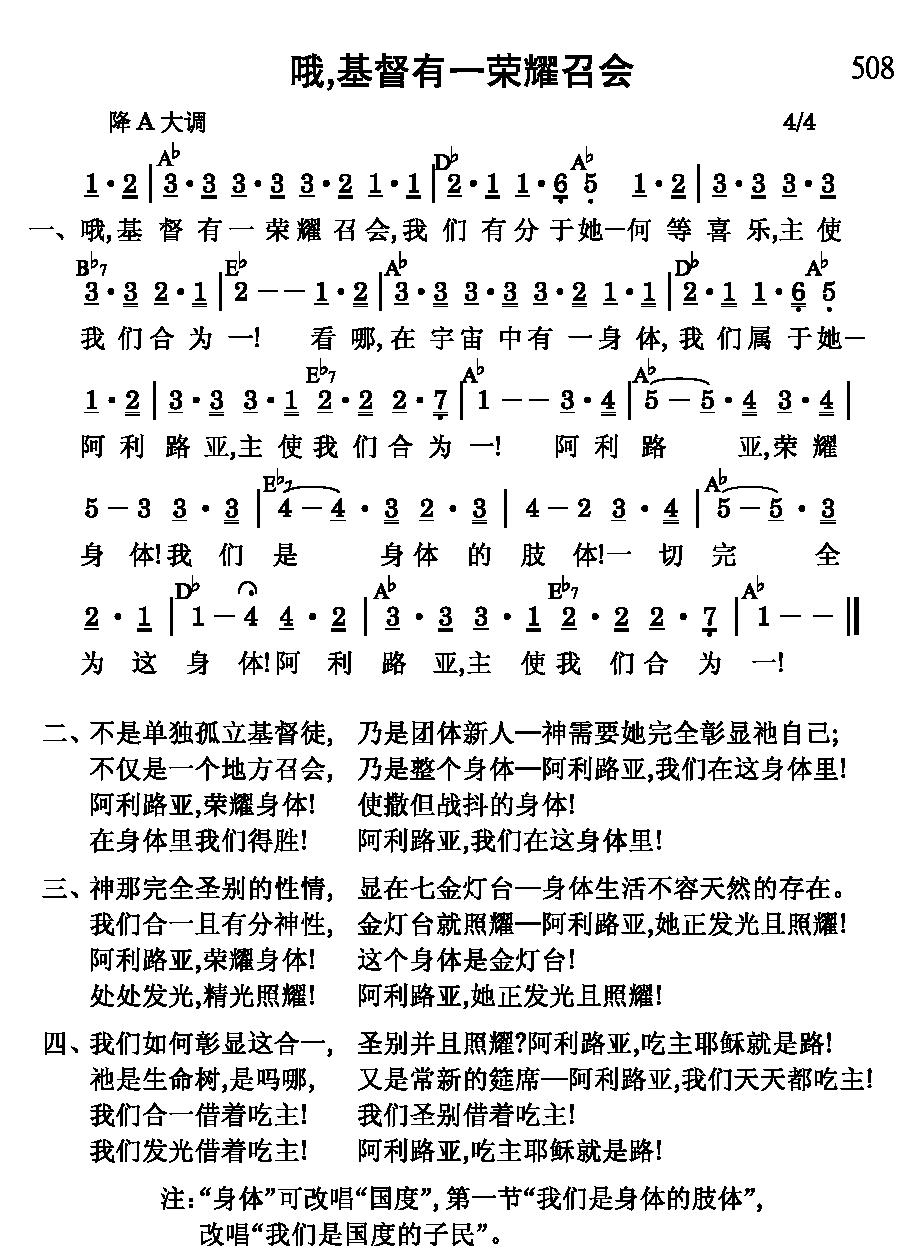 哦,基督有一荣耀召会
508
降A大调
4/4
A♭ D♭ A♭
1·2|3·3 3·3 3·2 1·1|2·1 1·6 5 1·2|3·3 3·3
一、哦,基督有一荣耀召会,我们有分于她—何等喜乐,主使
B♭7 E♭ A♭ D♭ A♭
3·3 2·1|2－－ 1·2|3·3 3·3 3·2 1·1|2·1 1·6 5
我们合为一! 看哪,在宇宙中有一身体,我们属于她—
E♭7 A♭ A♭
1·2|3·3 3·1 2·2 2·7|1－－ 3·4|5－5·4 3·4|
阿利路亚,主使我们合为一! 阿利路 亚,荣耀
E♭7 A♭
5－3 3·3|4－4·3 2·3|4－2 3·4|5－5·3
身体!我们是 身体的肢体!一切完 全
D♭ A♭ E♭7 A♭
2·1|1－4 4·2|3·3 3·1 2·2 2·7|1－－‖
为这身体!阿利路亚,主使我们合为一!
二、不是单独孤立基督徒, 乃是团体新人—神需要她完全彰显祂自己;
不仅是一个地方召会, 乃是整个身体—阿利路亚,我们在这身体里!
阿利路亚,荣耀身体! 使撒但战抖的身体!
在身体里我们得胜! 阿利路亚,我们在这身体里!
三、神那完全圣别的性情, 显在七金灯台—身体生活不容天然的存在。
我们合一且有分神性, 金灯台就照耀—阿利路亚,她正发光且照耀!
阿利路亚,荣耀身体! 这个身体是金灯台!
处处发光,精光照耀! 阿利路亚,她正发光且照耀!
四、我们如何彰显这合一, 圣别并且照耀?阿利路亚,吃主耶稣就是路!
祂是生命树,是吗哪, 又是常新的筵席—阿利路亚,我们天天都吃主!
我们合一借着吃主! 我们圣别借着吃主!
我们发光借着吃主! 阿利路亚,吃主耶稣就是路!
注:“身体”可改唱“国度”,第一节“我们是身体的肢体”,
改唱“我们是国度的子民”。